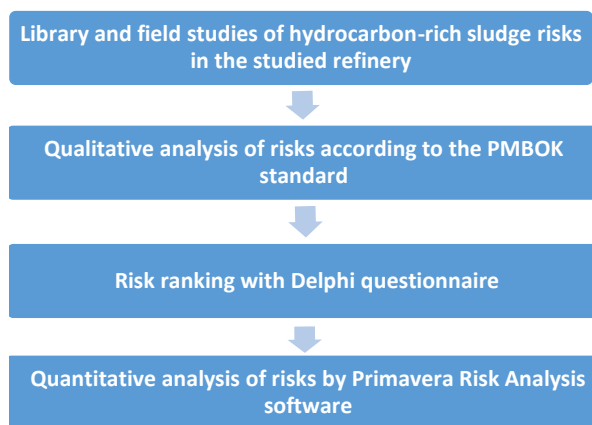 Library and field studies of hydrocarbon-rich sludge risks
in the studied refinery
Qualitative analysis of risks according to the PMBOK
standard
Risk ranking with Delphi questionnaire
Quantitative analysis of risks by Primavera Risk Analysis
software